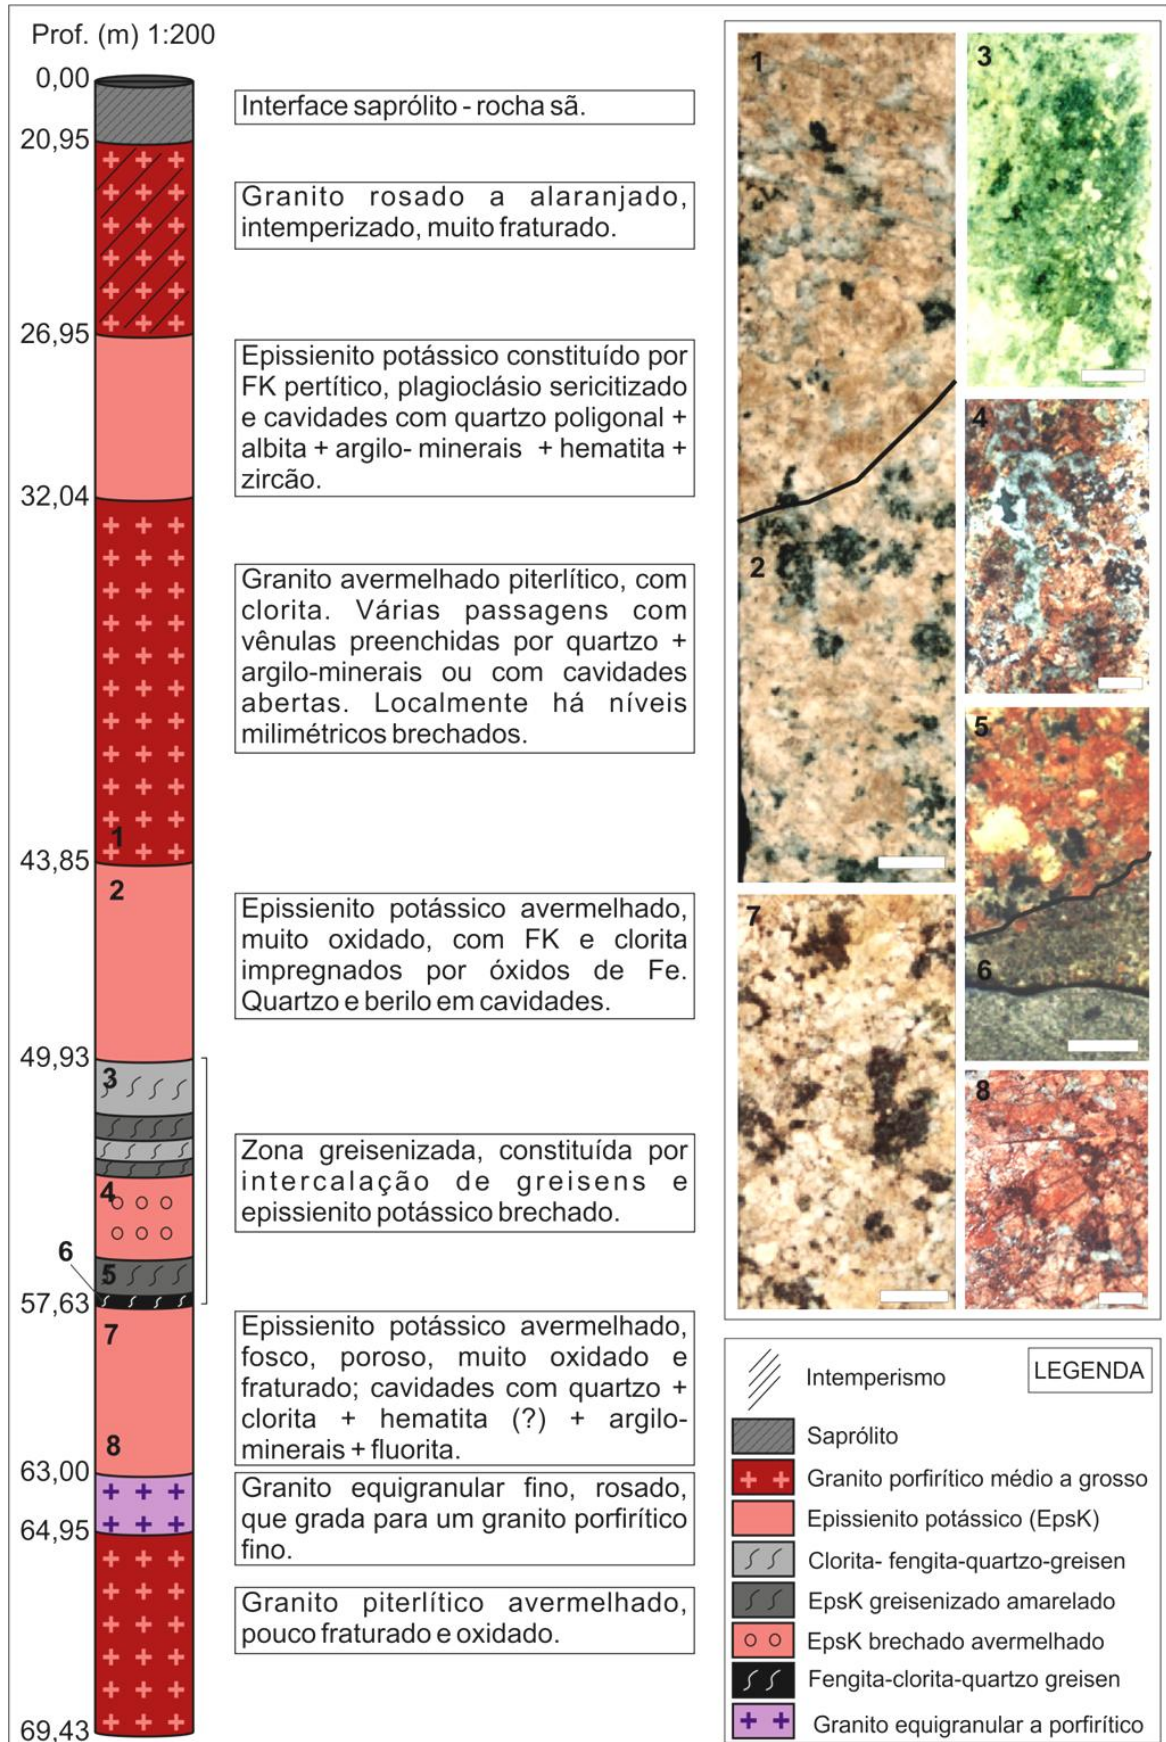 Prof. (m) 1:200
0,00
20,95
26,95
32,04
43,85
49,93
57,63
63,00
64,95
69,43
1
2
3
4
5
6
7
8
Interface saprólito - rocha sã.
Granito rosado a alaranjado,
intemperizado, muito fraturado.
Epissienito potássico constituído por
FK pertítico, plagioclásio sericitizado
e cavidades com quartzo poligonal +
albita + argilo- minerais + hematita +
zircão.
Granito avermelhado piterlítico, com
clorita. Várias passagens com
vênulas preenchidas por quartzo +
argilo-minerais ou com cavidades
abertas. Localmente há níveis
milimétricos brechados.
Epissienito potássico avermelhado,
muito oxidado, com FK e clorita
impregnados por óxidos de Fe.
Quartzo e berilo em cavidades.
Zona greisenizada, constituída por
intercalação de greisens e
epissienito potássico brechado.
Epissienito potássico avermelhado,
fosco, poroso, muito oxidado e
fraturado; cavidades com quartzo +
clorita + hematita (?) + argilo-
minerais + fluorita.
Granito equigranular fino, rosado,
que grada para um granito porfirítico
fino.
Granito piterlítico avermelhado,
pouco fraturado e oxidado.
1
2
3
4
5
6
7
8
LEGENDA
Intemperismo
Saprólito
Granito porfirítico médio a grosso
Epissienito potássico (EpsK)
Clorita- fengita-quartzo-greisen
EpsK greisenizado amarelado
EpsK brechado avermelhado
Fengita-clorita-quartzo greisen
Granito equigranular a porfirítico